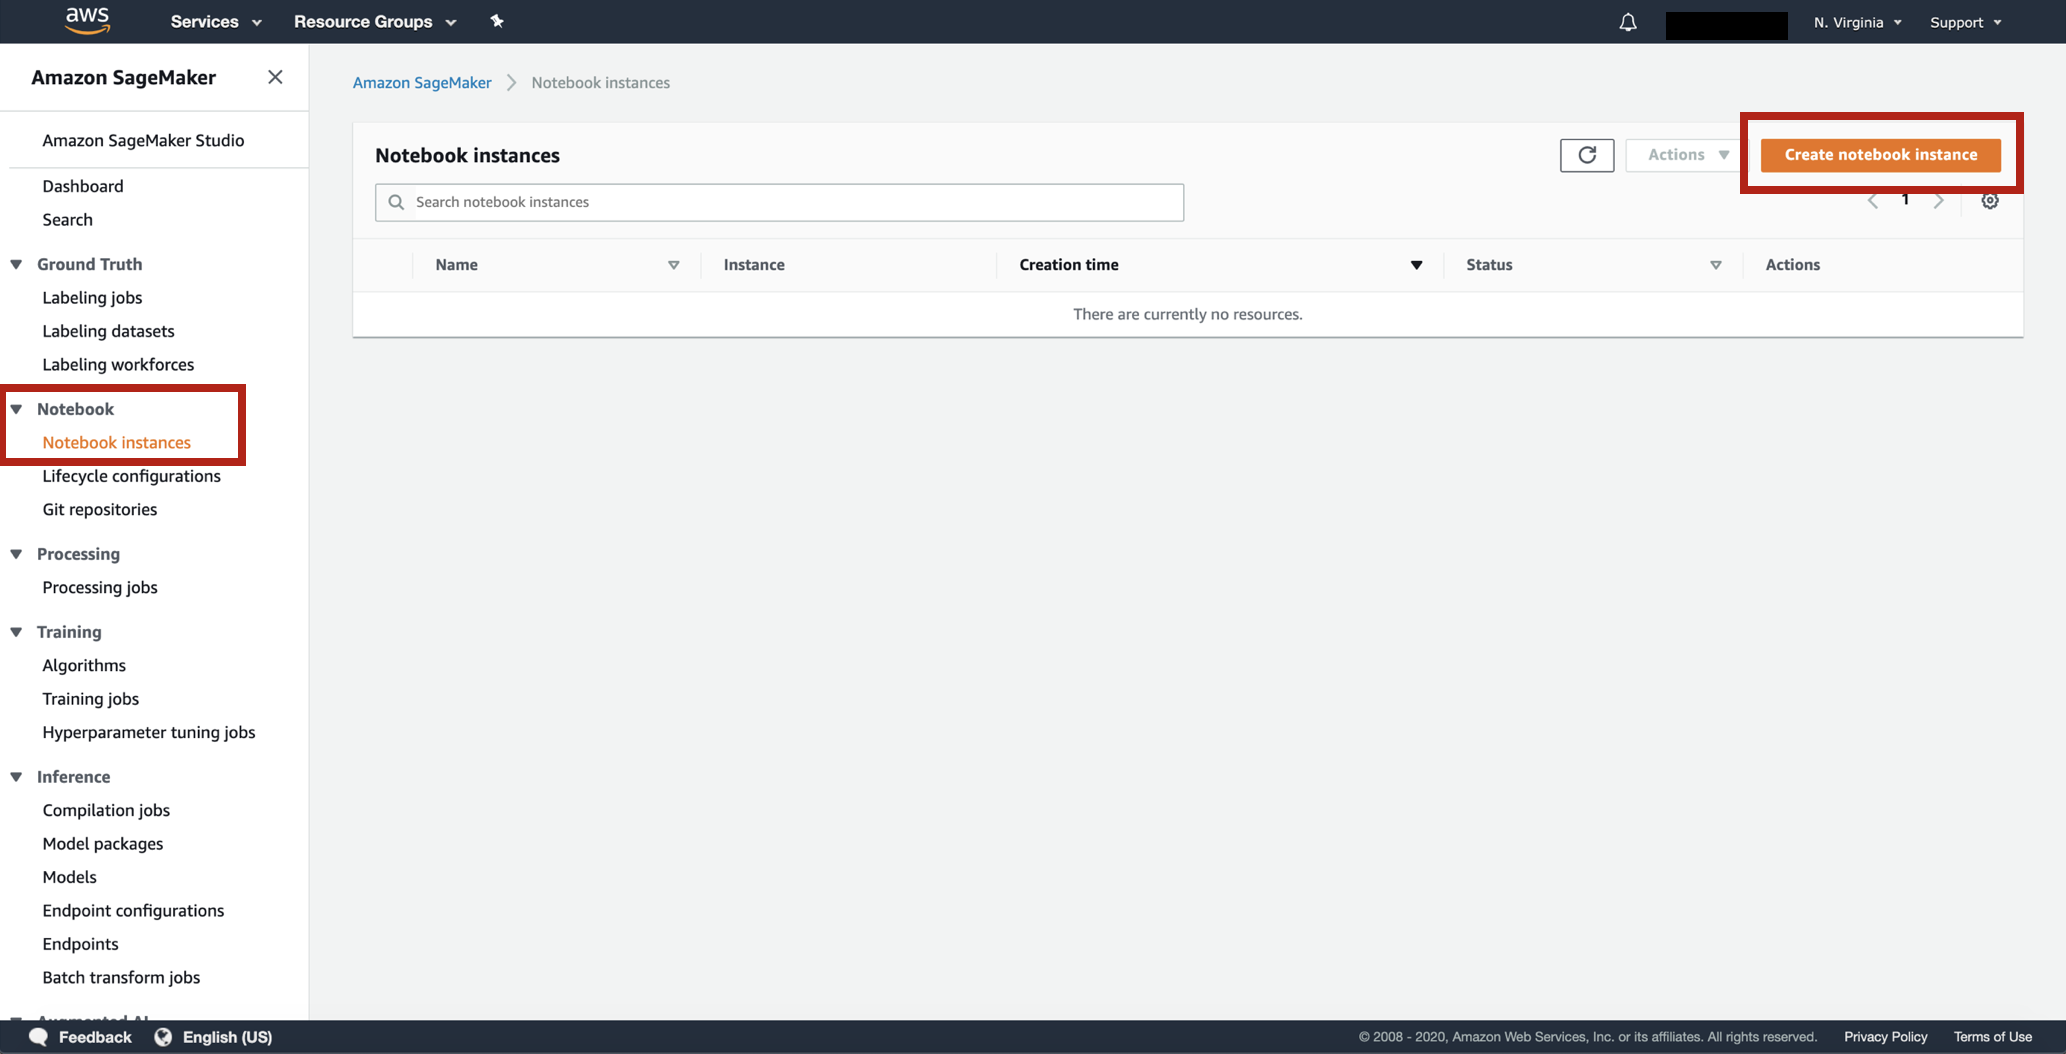 aws Services Resource Groups N. Virginia Support
Amazon SageMaker
Amazon SageMaker Studio
Dashboard
Search
Ground Truth
Labeling jobs
Labeling datasets
Labeling workforces
Notebook
Notebook instances
Lifecycle configurations
Git repositories
Processing
Processing jobs
Training
Algorithms
Training jobs
Hyperparameter tuning jobs
Inference
Compilation jobs
Model packages
Models
Endpoint configurations
Endpoints
Batch transform jobs
Augmented AI
Amazon SageMaker Notebook instances
Notebook instances
Actions Create notebook instance
Search notebook instances
1
Name Instance Creation time Status Actions
There are currently no resources.
Feedback English (US) © 2008 - 2020, Amazon Web Services, Inc. or its affiliates. All rights reserved. Privacy Policy Terms of Use